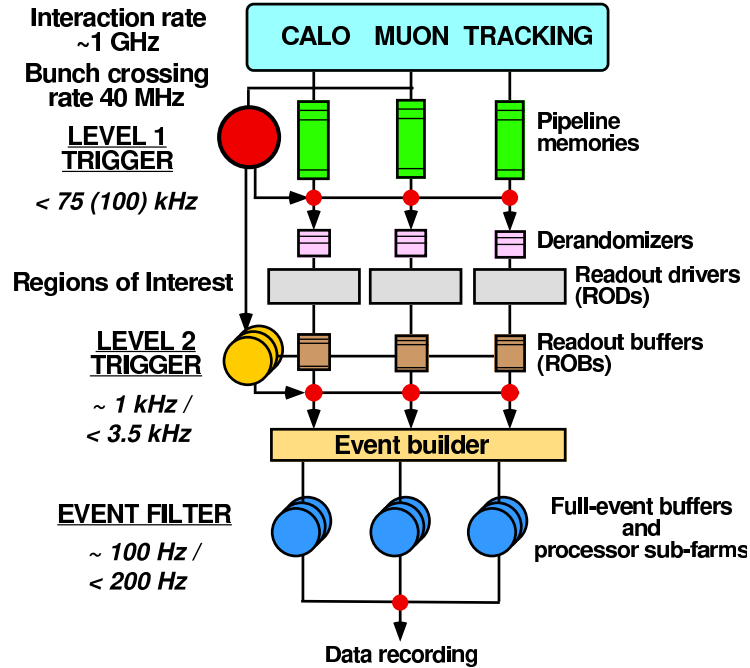 Interaction rate
~1 GHz
CALO MUON TRACKING
Bunch crossing
rate 40 MHz
LEVEL 1
TRIGGER
< 75 (100) kHz
Pipeline
memories
Derandomizers
Regions of Interest
Readout drivers
(RODs)
LEVEL 2
TRIGGER
~ 1 kHz /
< 3.5 kHz
Readout buffers
(ROBs)
Event builder
EVENT FILTER
~ 100 Hz /
< 200 Hz
Full-event buffers
and
processor sub-farms
Data recording